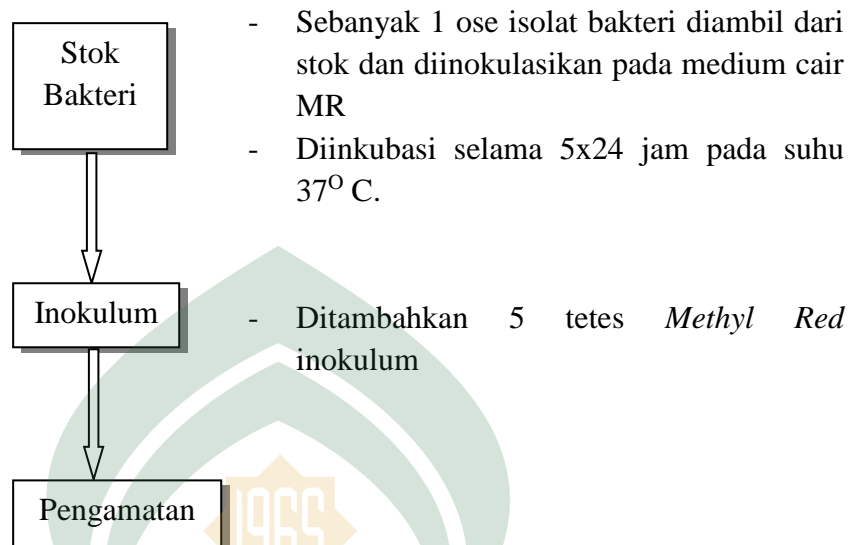 Stok
Bakteri
- Sebanyak 1 ose isolat bakteri diambil dari
stok dan diinokulasikan pada medium cair
MR
- Diinkubasi selama 5x24 jam pada suhu
37ᴼ C.
Inokulum
- Ditambahkan 5 tetes Methyl Red
inokulum
Pengamatan
1965